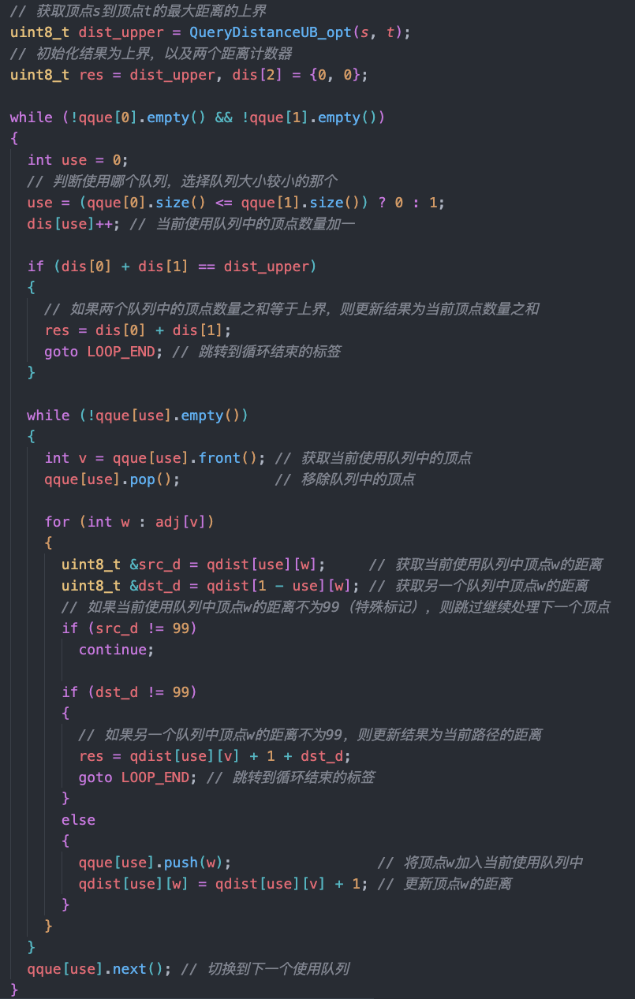 // 获取顶点s到顶点t的最大距离的上界
uint8_t dist_upper = QueryDistanceUB_opt(s, t);
// 初始化结果为上界，以及两个距离计数器
uint8_t res = dist_upper, dis[2] = {0, 0};

while (!qque[0].empty() && !qque[1].empty())
{
  int use = 0;
  // 判断使用哪个队列，选择队列大小较小的那个
  use = (qque[0].size() <= qque[1].size()) ? 0 : 1;
  dis[use]++; // 当前使用队列中的顶点数量加一

  if (dis[0] + dis[1] == dist_upper)
  {
    // 如果两个队列中的顶点数量之和等于上界，则更新结果为当前顶点数量之和
    res = dis[0] + dis[1];
    goto LOOP_END; // 跳转到循环结束的标签
  }

  while (!qque[use].empty())
  {
    int v = qque[use].front(); // 获取当前使用队列中的顶点
    qque[use].pop();           // 移除队列中的顶点

    for (int w : adj[v])
    {
      uint8_t &src_d = qdist[use][w];     // 获取当前使用队列中顶点w的距离
      uint8_t &dst_d = qdist[1 - use][w]; // 获取另一个队列中顶点w的距离
      // 如果当前使用队列中顶点w的距离不为99（特殊标记），则跳过继续处理下一个顶点
      if (src_d != 99)
        continue;

      if (dst_d != 99)
      {
        // 如果另一个队列中顶点w的距离不为99，则更新结果为当前路径的距离
        res = qdist[use][v] + 1 + dst_d;
        goto LOOP_END; // 跳转到循环结束的标签
      }
      else
      {
        qque[use].push(w);                 // 将顶点w加入当前使用队列中
        qdist[use][w] = qdist[use][v] + 1; // 更新顶点w的距离
      }
    }
  }
  qque[use].next(); // 切换到下一个使用队列
}